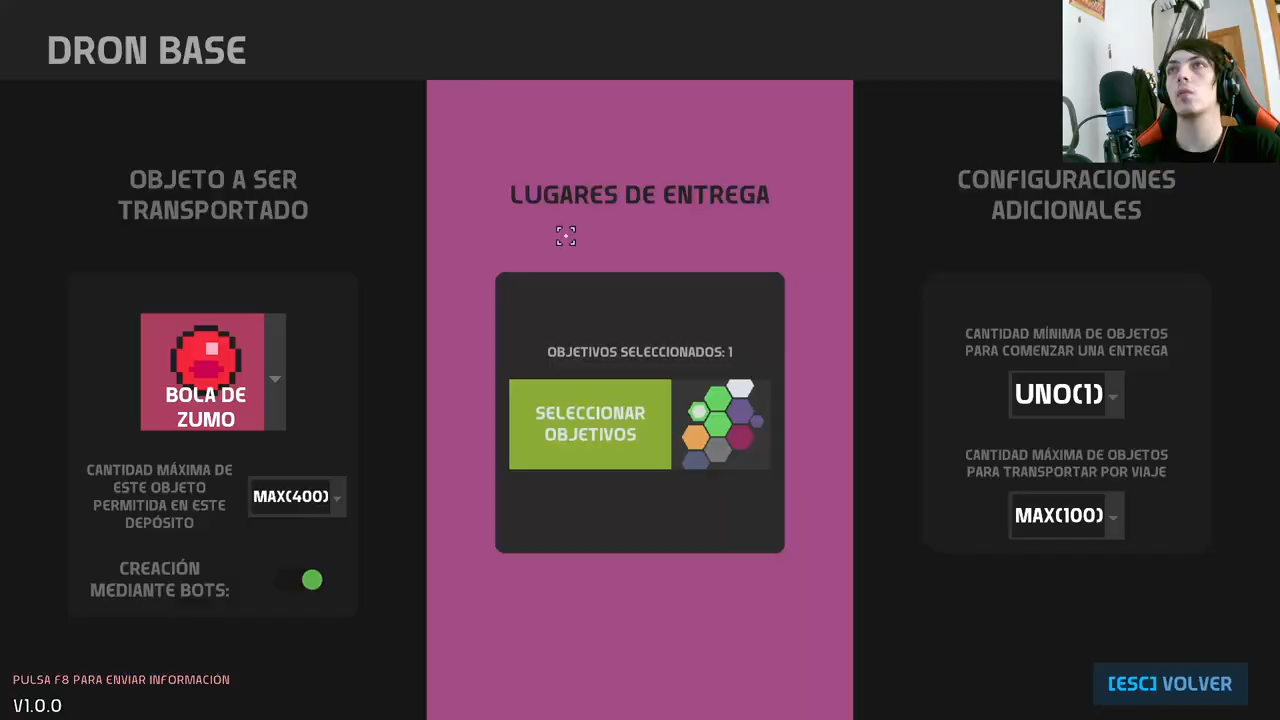 DRON BASE
OBJETO A SER
TRANSPORTADO
BOLA DE
ZUMO
CANTIDAD MÁXIMA DE
ESTE OBJETO
PERMITIDA EN ESTE
DEPÓSITO
MAX(400)
CREACIÓN
MEDIANTE BOTS:
LUGARES DE ENTREGA
OBJETIVOS SELECCIONADOS: 1
SELECCIONAR
OBJETIVOS
CONFIGURACIONES
ADICIONALES
CANTIDAD MÍNIMA DE OBJETOS
PARA COMENZAR UNA ENTREGA
UNO(1)
CANTIDAD MÁXIMA DE OBJETOS
PARA TRANSPORTAR POR VIAJE
MAX(100)
PULSA F8 PARA ENVIAR INFORMACIÓN
V1.0.0
[ESC] VOLVER